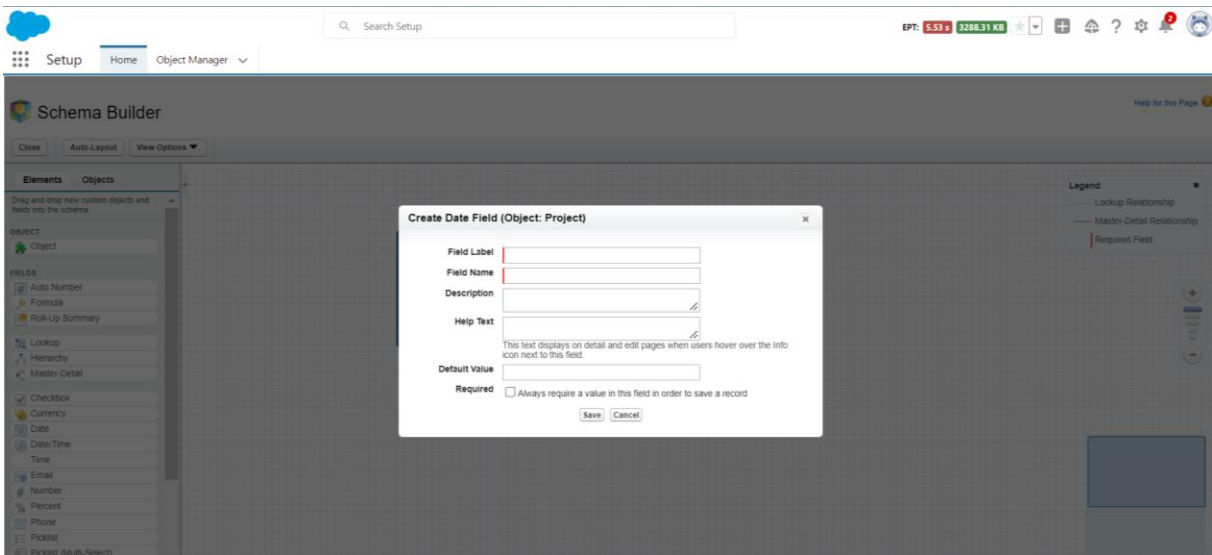 Search Setup
EPT: 5.53 s 3288.31 KB
2
Setup Home Object Manager
Schema Builder
Help for this Page
Close Auto-Layout View Options
Elements Objects
Drag and drop new custom objects and
fields into the schema
OBJECT
Object
FIELDS
Auto Number
Formula
Roll-Up Summary
Lookup
Hierarchy
Master-Detail
Checkbox
Currency
Date
Date/Time
Time
Email
Number
Percent
Phone
Picklist
Picklist (Multi-Select)
Create Date Field (Object: Project)
Field Label
Field Name
Description
Help Text
This text displays on detail and edit pages when users hover over the Info
icon next to this field.
Default Value
Required Always require a value in this field in order to save a record
Save Cancel
Legend
Lookup Relationship
Master-Detail Relationship
Required Field